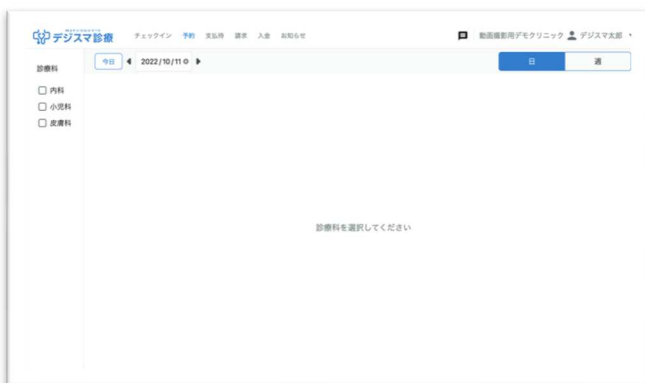 デジスマ診療 チェックイン 予約 支払待 請求 入金 お知らせ 動画撮影用デモクリニック デジスマ太郎
診療科 今日 2022/10/11 日 週
内科
小児科
皮膚科
診療科を選択してください